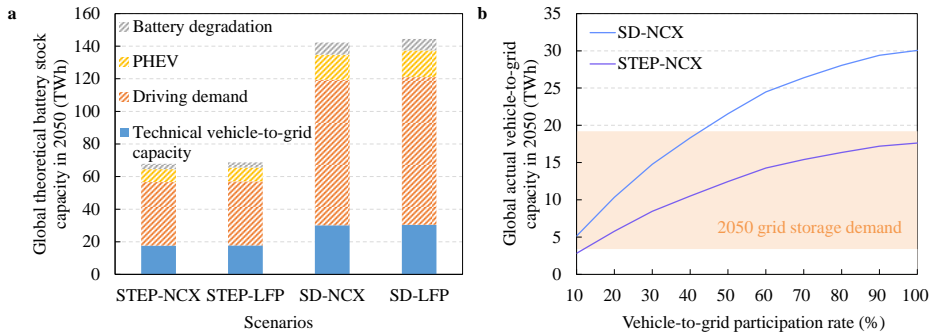 a
Global theoretical battery stock
capacity in 2050 (TWh)
160
140
120
100
80
60
40
20
0
Battery degradation
PHEV
Driving demand
Technical vehicle-to-grid
capacity
STEP-NCX
STEP-LFP
SD-NCX
SD-LFP
Scenarios
b
Global actual vehicle-to-grid
capacity in 2050 (TWh)
35
30
25
20
15
10
5
0
SD-NCX
STEP-NCX
2050 grid storage demand
10 20 30 40 50 60 70 80 90 100
Vehicle-to-grid participation rate (%)